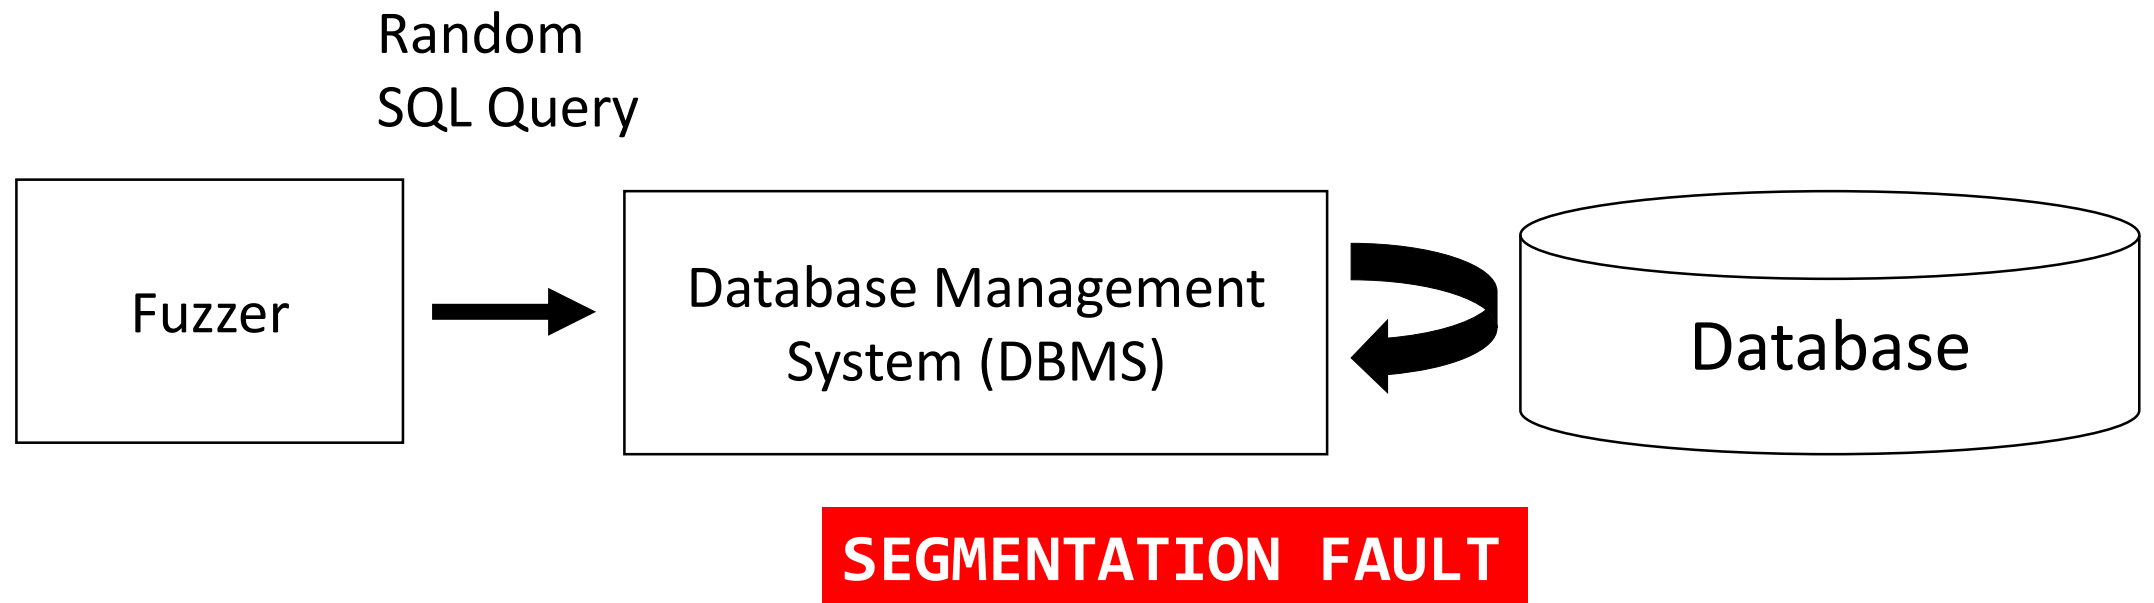 Random
SQL Query
Fuzzer
Database Management
System (DBMS)
Database
SEGMENTATION FAULT